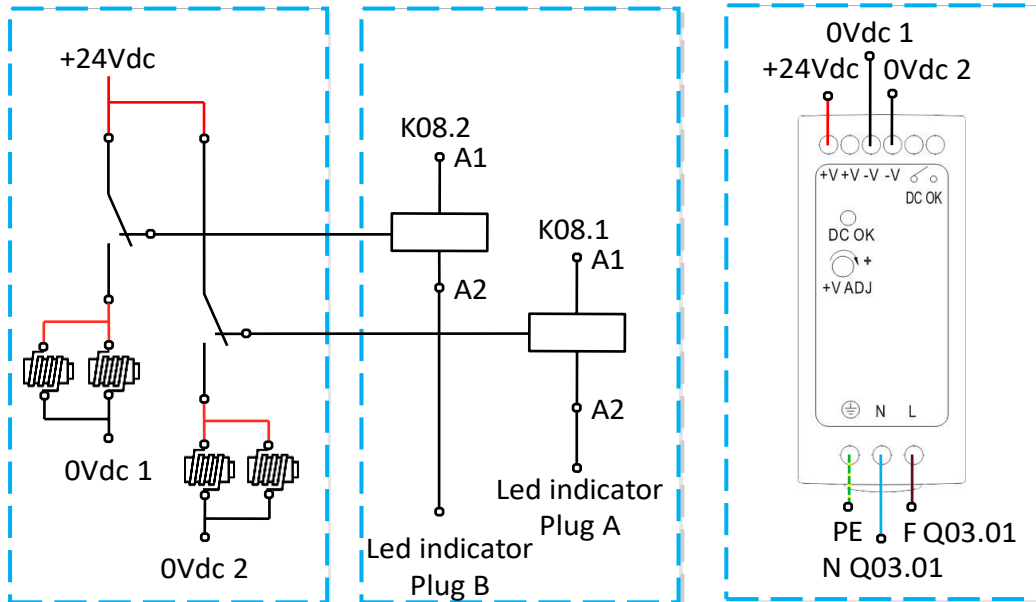 +24Vdc
0Vdc 1
0Vdc 2
K08.2
A1
A2
K08.1
A1
A2
Led indicator
Plug A
Led indicator
Plug B
0Vdc 1
+24Vdc
0Vdc 2
+V +V -V -V
DC OK
DC OK
+
+V ADJ
N L
PE
F Q03.01
N Q03.01